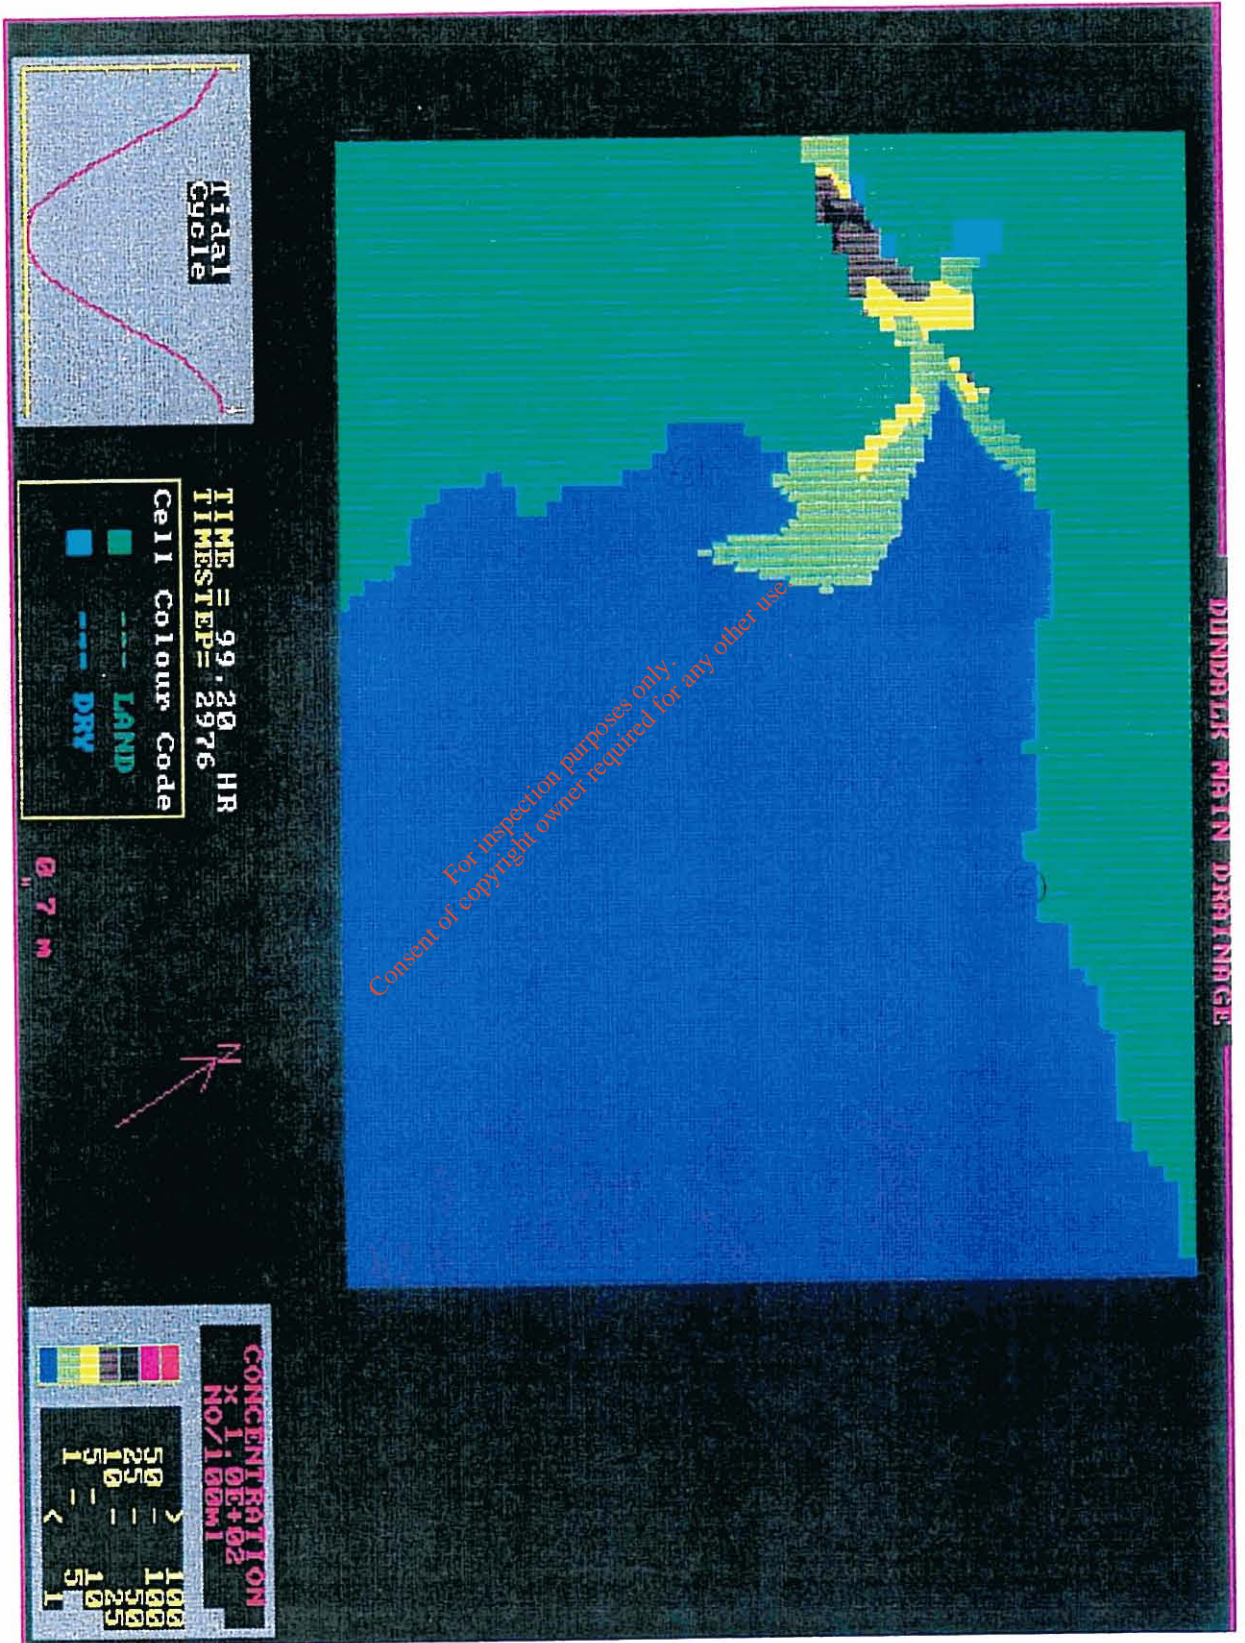 DUNDALK MAIN DRAINAGE
Tidal
Cycle
TIME = 99.20 HR
TIMESTEP= 2976
Cell Colour Code
--- LAND
--- DRY
0.7 m
N
CONCENTRATION
x 1.0E+02
NO/100ml
> 100
50 - 100
25 - 50
10 - 25
5 - 10
1 - 5
< 1
For inspection purposes only.
Consent of copyright owner required for any other use.